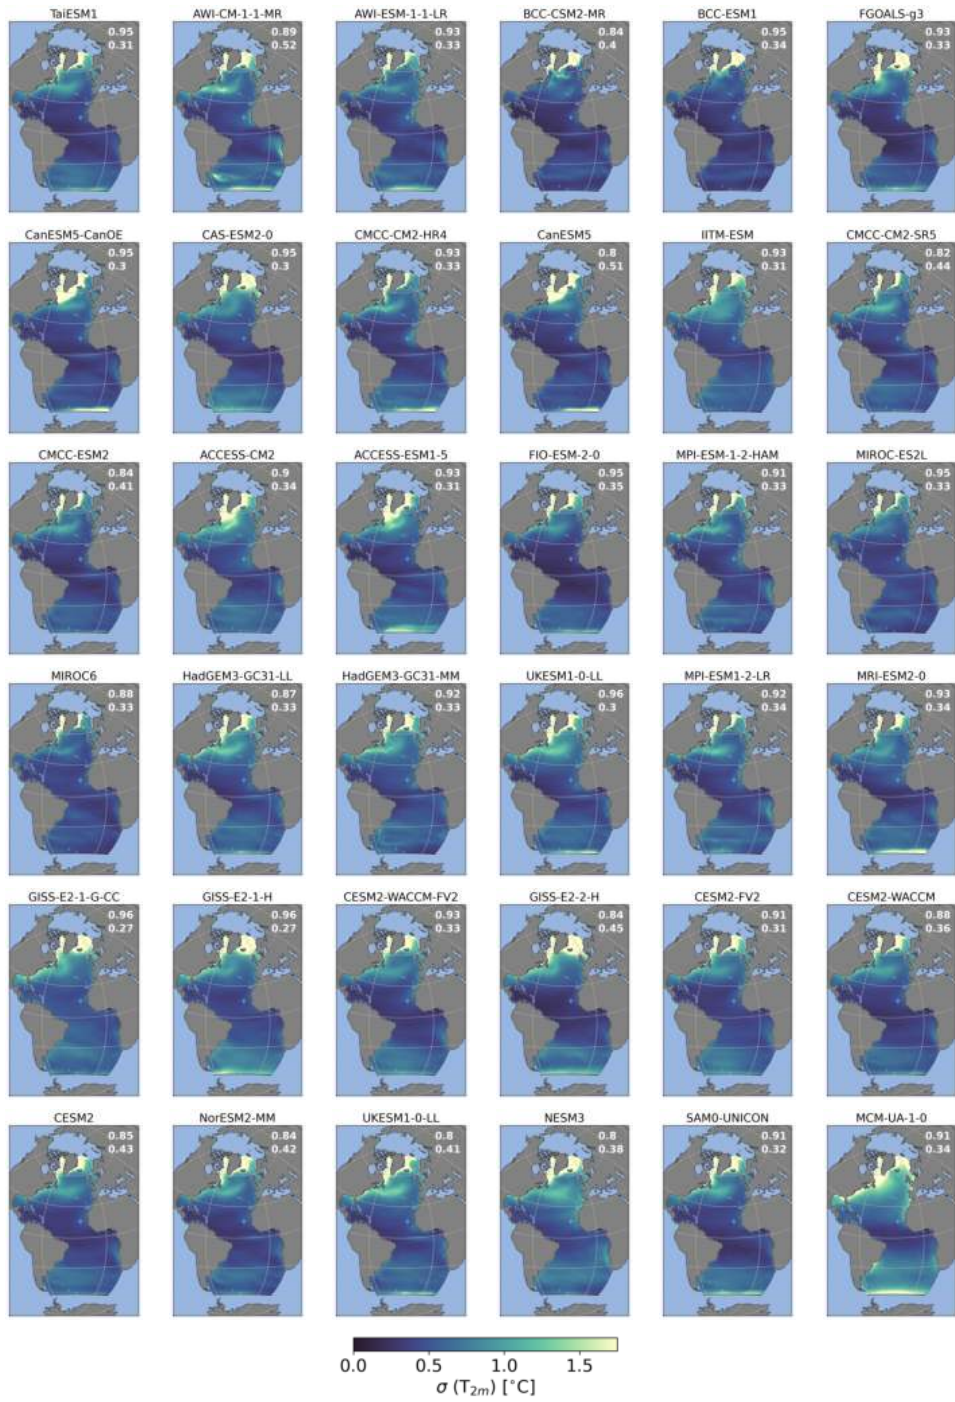 TaiESM1 AWI-CM-1-1-MR AWI-ESM-1-1-LR BCC-CSM2-MR BCC-ESM1 FGOALS-g3
0.95 0.89 0.93 0.84 0.95 0.93
0.31 0.52 0.33 0.4 0.34 0.33
CanESM5-CanOE CAS-ESM2-0 CMCC-CM2-HR4 CanESM5 IITM-ESM CMCC-CM2-SR5
0.95 0.95 0.93 0.8 0.93 0.82
0.3 0.3 0.33 0.51 0.31 0.44
CMCC-ESM2 ACCESS-CM2 ACCESS-ESM1-5 FIO-ESM-2-0 MPI-ESM-1-2-HAM MIROC-ES2L
0.84 0.9 0.93 0.95 0.91 0.95
0.41 0.34 0.31 0.35 0.33 0.33
MIROC6 HadGEM3-GC31-LL HadGEM3-GC31-MM UKESM1-0-LL MPI-ESM1-2-LR MRI-ESM2-0
0.88 0.87 0.92 0.96 0.92 0.93
0.33 0.33 0.33 0.3 0.34 0.34
GISS-E2-1-G-CC GISS-E2-1-H CESM2-WACCM-FV2 GISS-E2-2-H CESM2-FV2 CESM2-WACCM
0.96 0.96 0.93 0.84 0.91 0.88
0.27 0.27 0.33 0.45 0.31 0.36
CESM2 NorESM2-MM UKESM1-0-LL NESM3 SAM0-UNICON MCM-UA-1-0
0.85 0.84 0.8 0.8 0.91 0.91
0.43 0.42 0.41 0.38 0.32 0.34
0.0 0.5 1.0 1.5
σ (T2m) [°C]